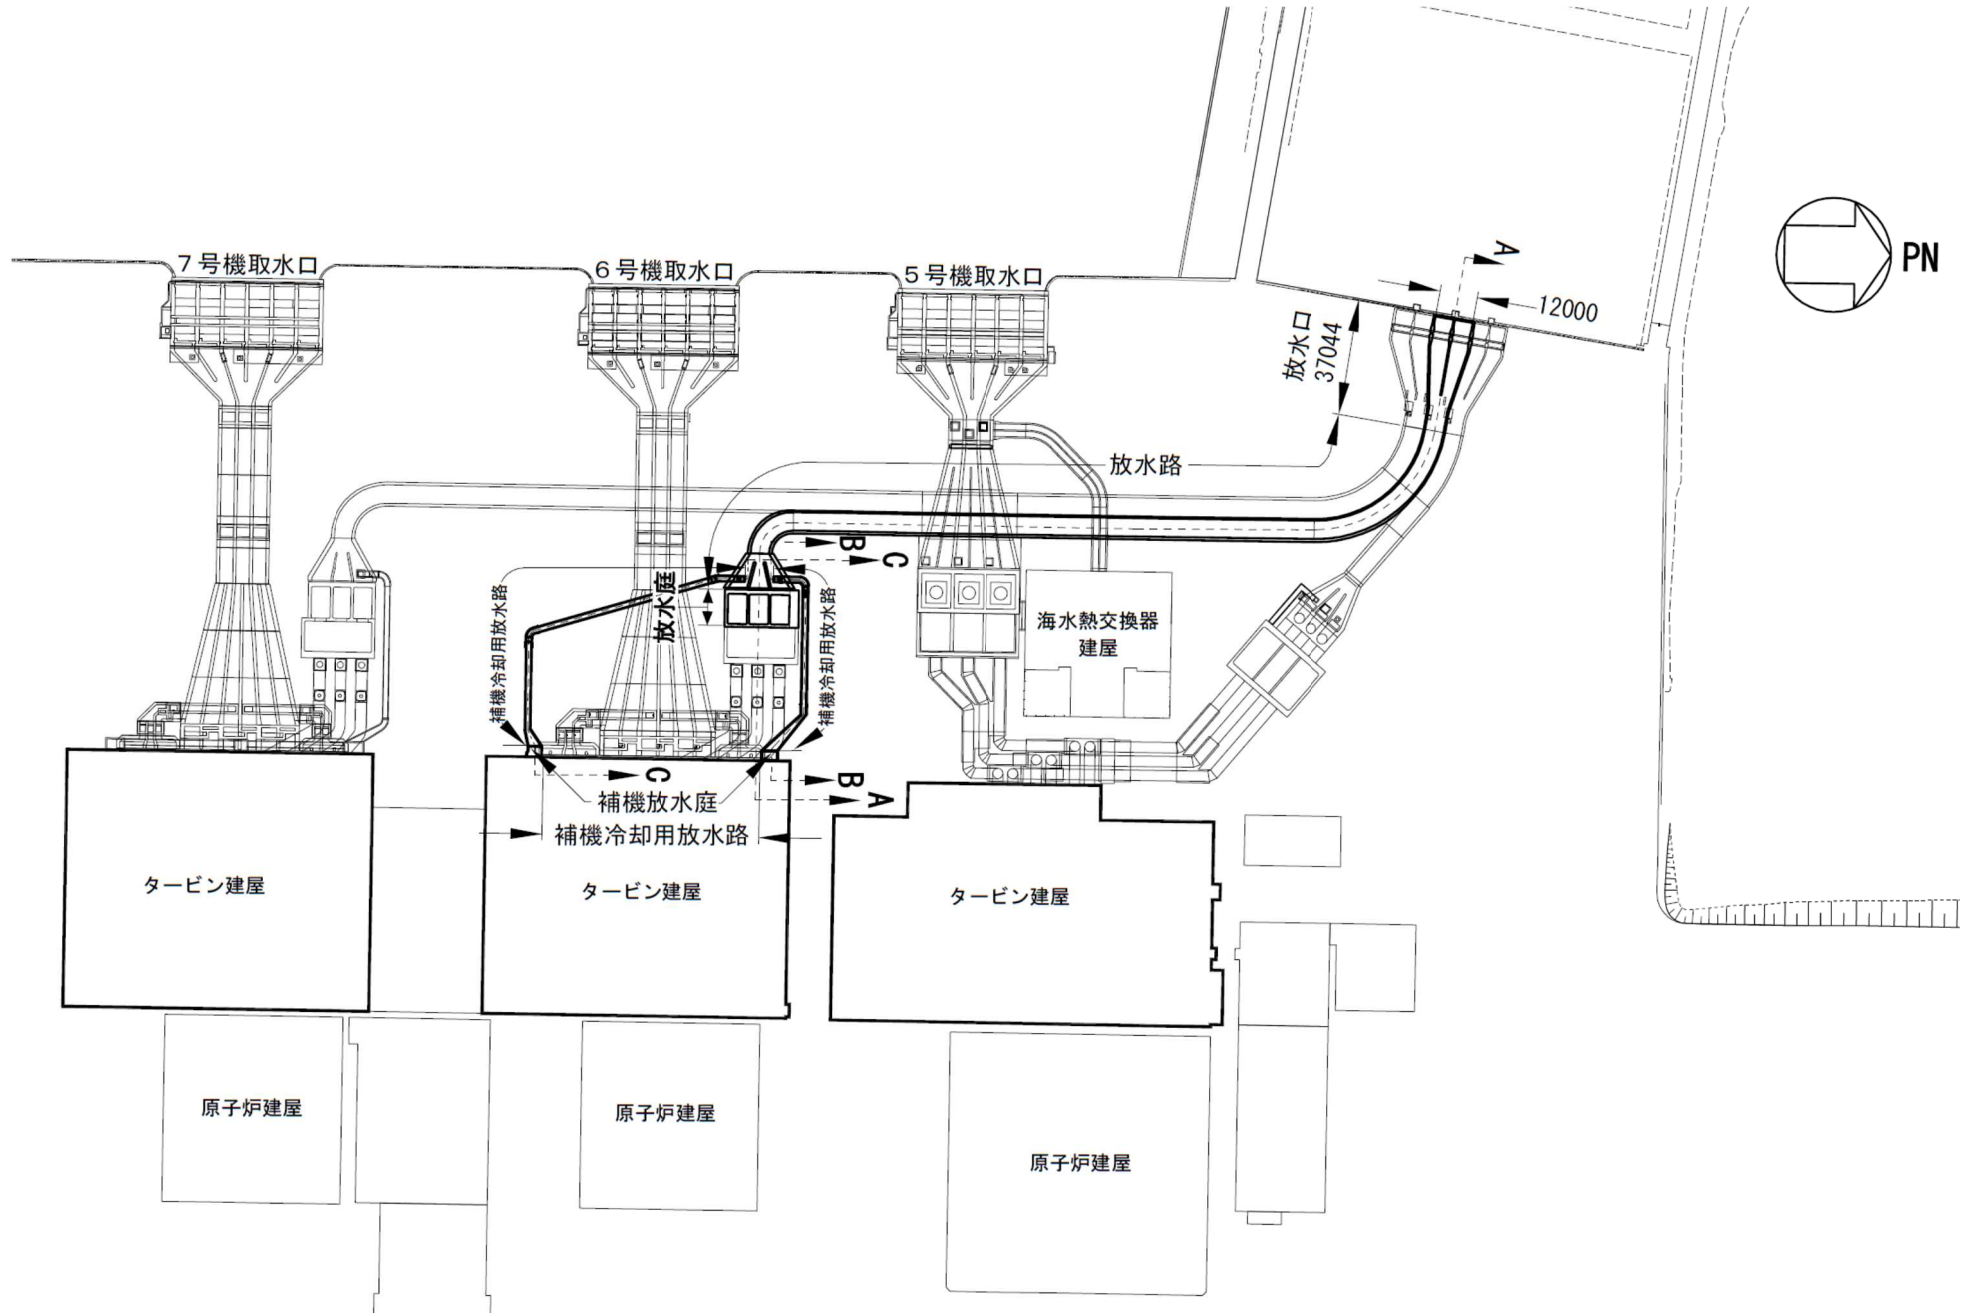 ７号機取水口
６号機取水口
５号機取水口
A
PN
12000
放水口
37044
放水路
B
C
放水庭
補機冷却用放水路
補機冷却用放水路
海水熱交換器
建屋
C
B
A
補機放水庭
補機冷却用放水路
タービン建屋
タービン建屋
タービン建屋
原子炉建屋
原子炉建屋
原子炉建屋